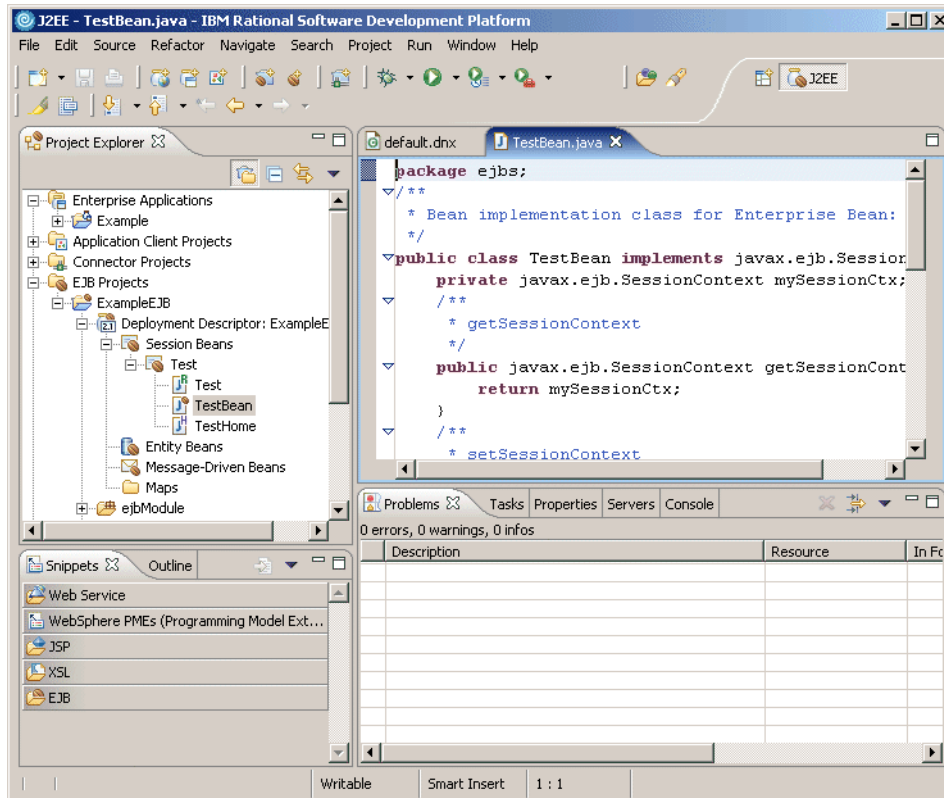 J2EE - TestBean.java - IBM Rational Software Development Platform
File Edit Source Refactor Navigate Search Project Run Window Help
J2EE
Project Explorer
Enterprise Applications
Example
Application Client Projects
Connector Projects
EJB Projects
ExampleEJB
Deployment Descriptor: ExampleE
Session Beans
Test
Test
TestBean
TestHome
Entity Beans
Message-Driven Beans
Maps
ejbModule
default.dnx TestBean.java
package ejbs;
/**
* Bean implementation class for Enterprise Bean:
*/
public class TestBean implements javax.ejb.Session
private javax.ejb.SessionContext mySessionCtx;
/**
* getSessionContext
*/
public javax.ejb.SessionContext getSessionCont
return mySessionCtx;
}
/**
* setSessionContext
Snippets Outline
Web Service
WebSphere PMEs (Programming Model Ext...
JSP
XSL
EJB
Problems Tasks Properties Servers Console
0 errors, 0 warnings, 0 infos
Description Resource In Fo
Writable Smart Insert 1 : 1